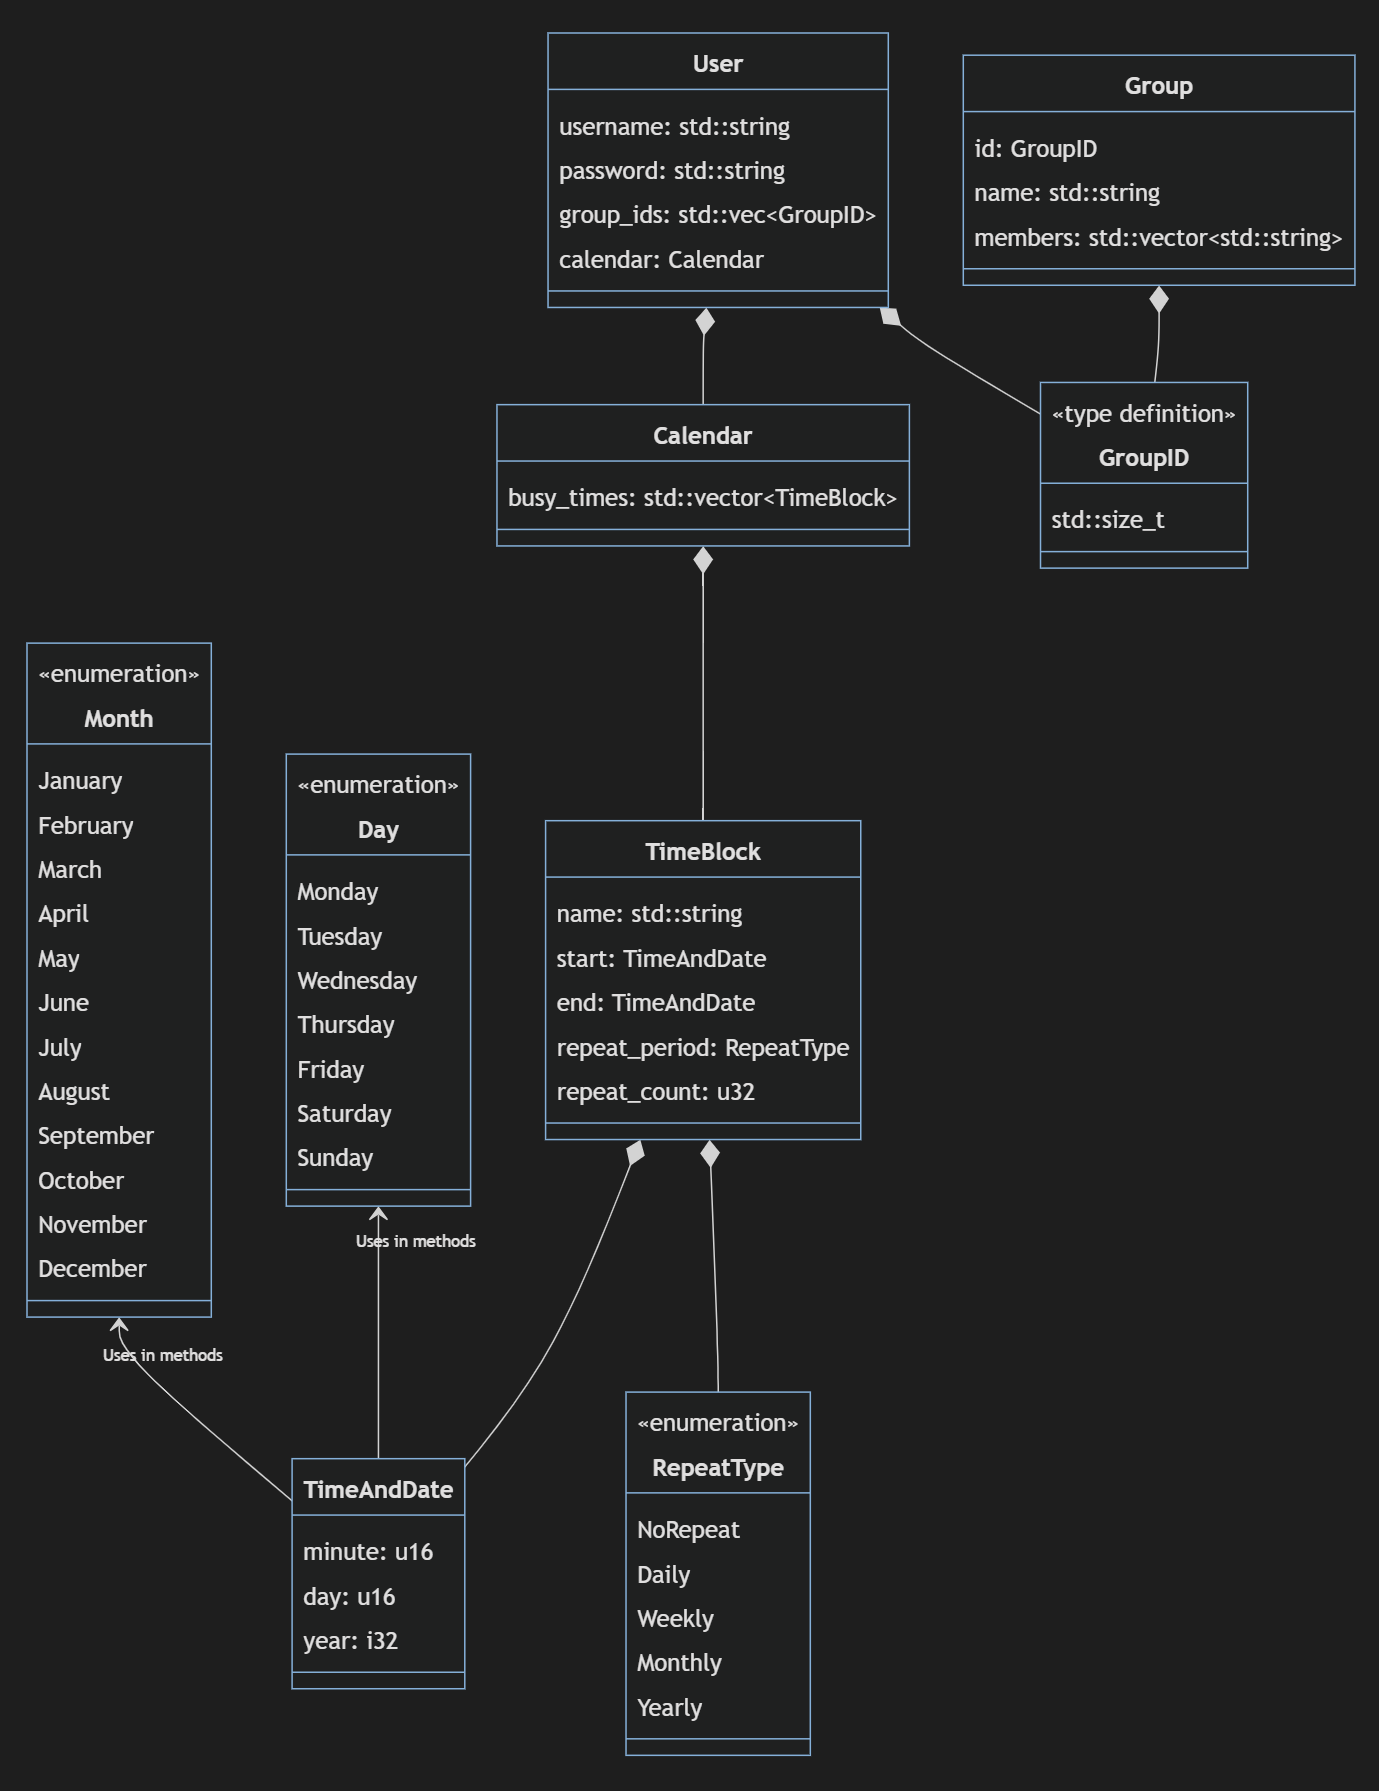 User
username: std::string
password: std::string
group_ids: std::vec<GroupID>
calendar: Calendar
Group
id: GroupID
name: std::string
members: std::vector<std::string>
Calendar
busy_times: std::vector<TimeBlock>
«type definition»
GroupID
std::size_t
«enumeration»
Month
January
February
March
April
May
June
July
August
September
October
November
December
«enumeration»
Day
Monday
Tuesday
Wednesday
Thursday
Friday
Saturday
Sunday
TimeBlock
name: std::string
start: TimeAndDate
end: TimeAndDate
repeat_period: RepeatType
repeat_count: u32
Uses in methods
Uses in methods
TimeAndDate
minute: u16
day: u16
year: i32
«enumeration»
RepeatType
NoRepeat
Daily
Weekly
Monthly
Yearly